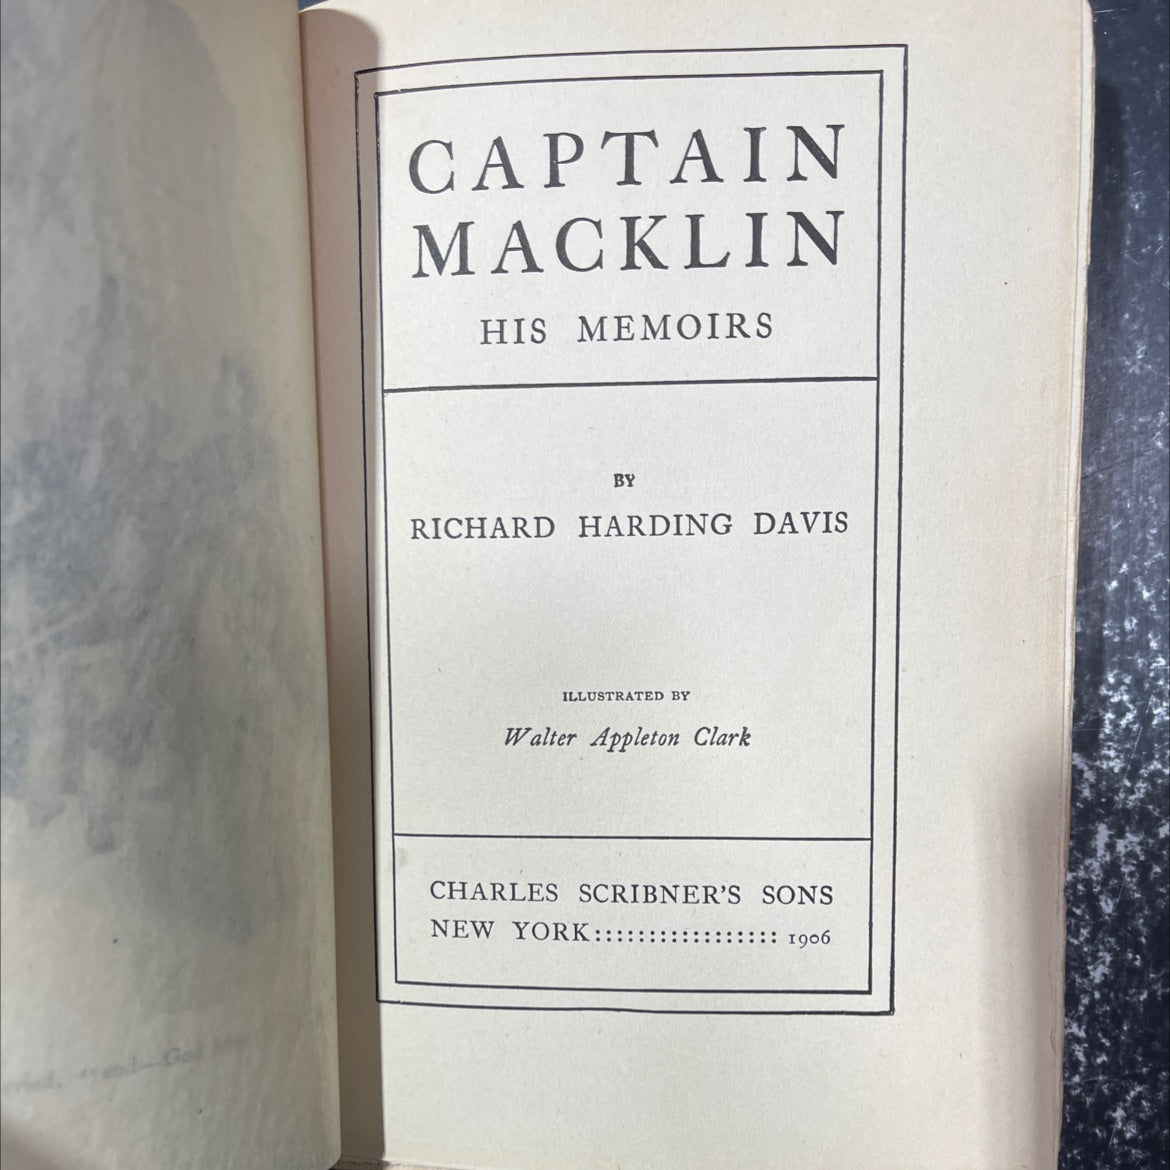 CAPTAIN
MACKLIN
HIS MEMOIRS
BY
RICHARD HARDING DAVIS
ILLUSTRATED BY
Walter Appleton Clark
CHARLES SCRIBNER'S SONS
NEW YORK:::::::::::::::::1906